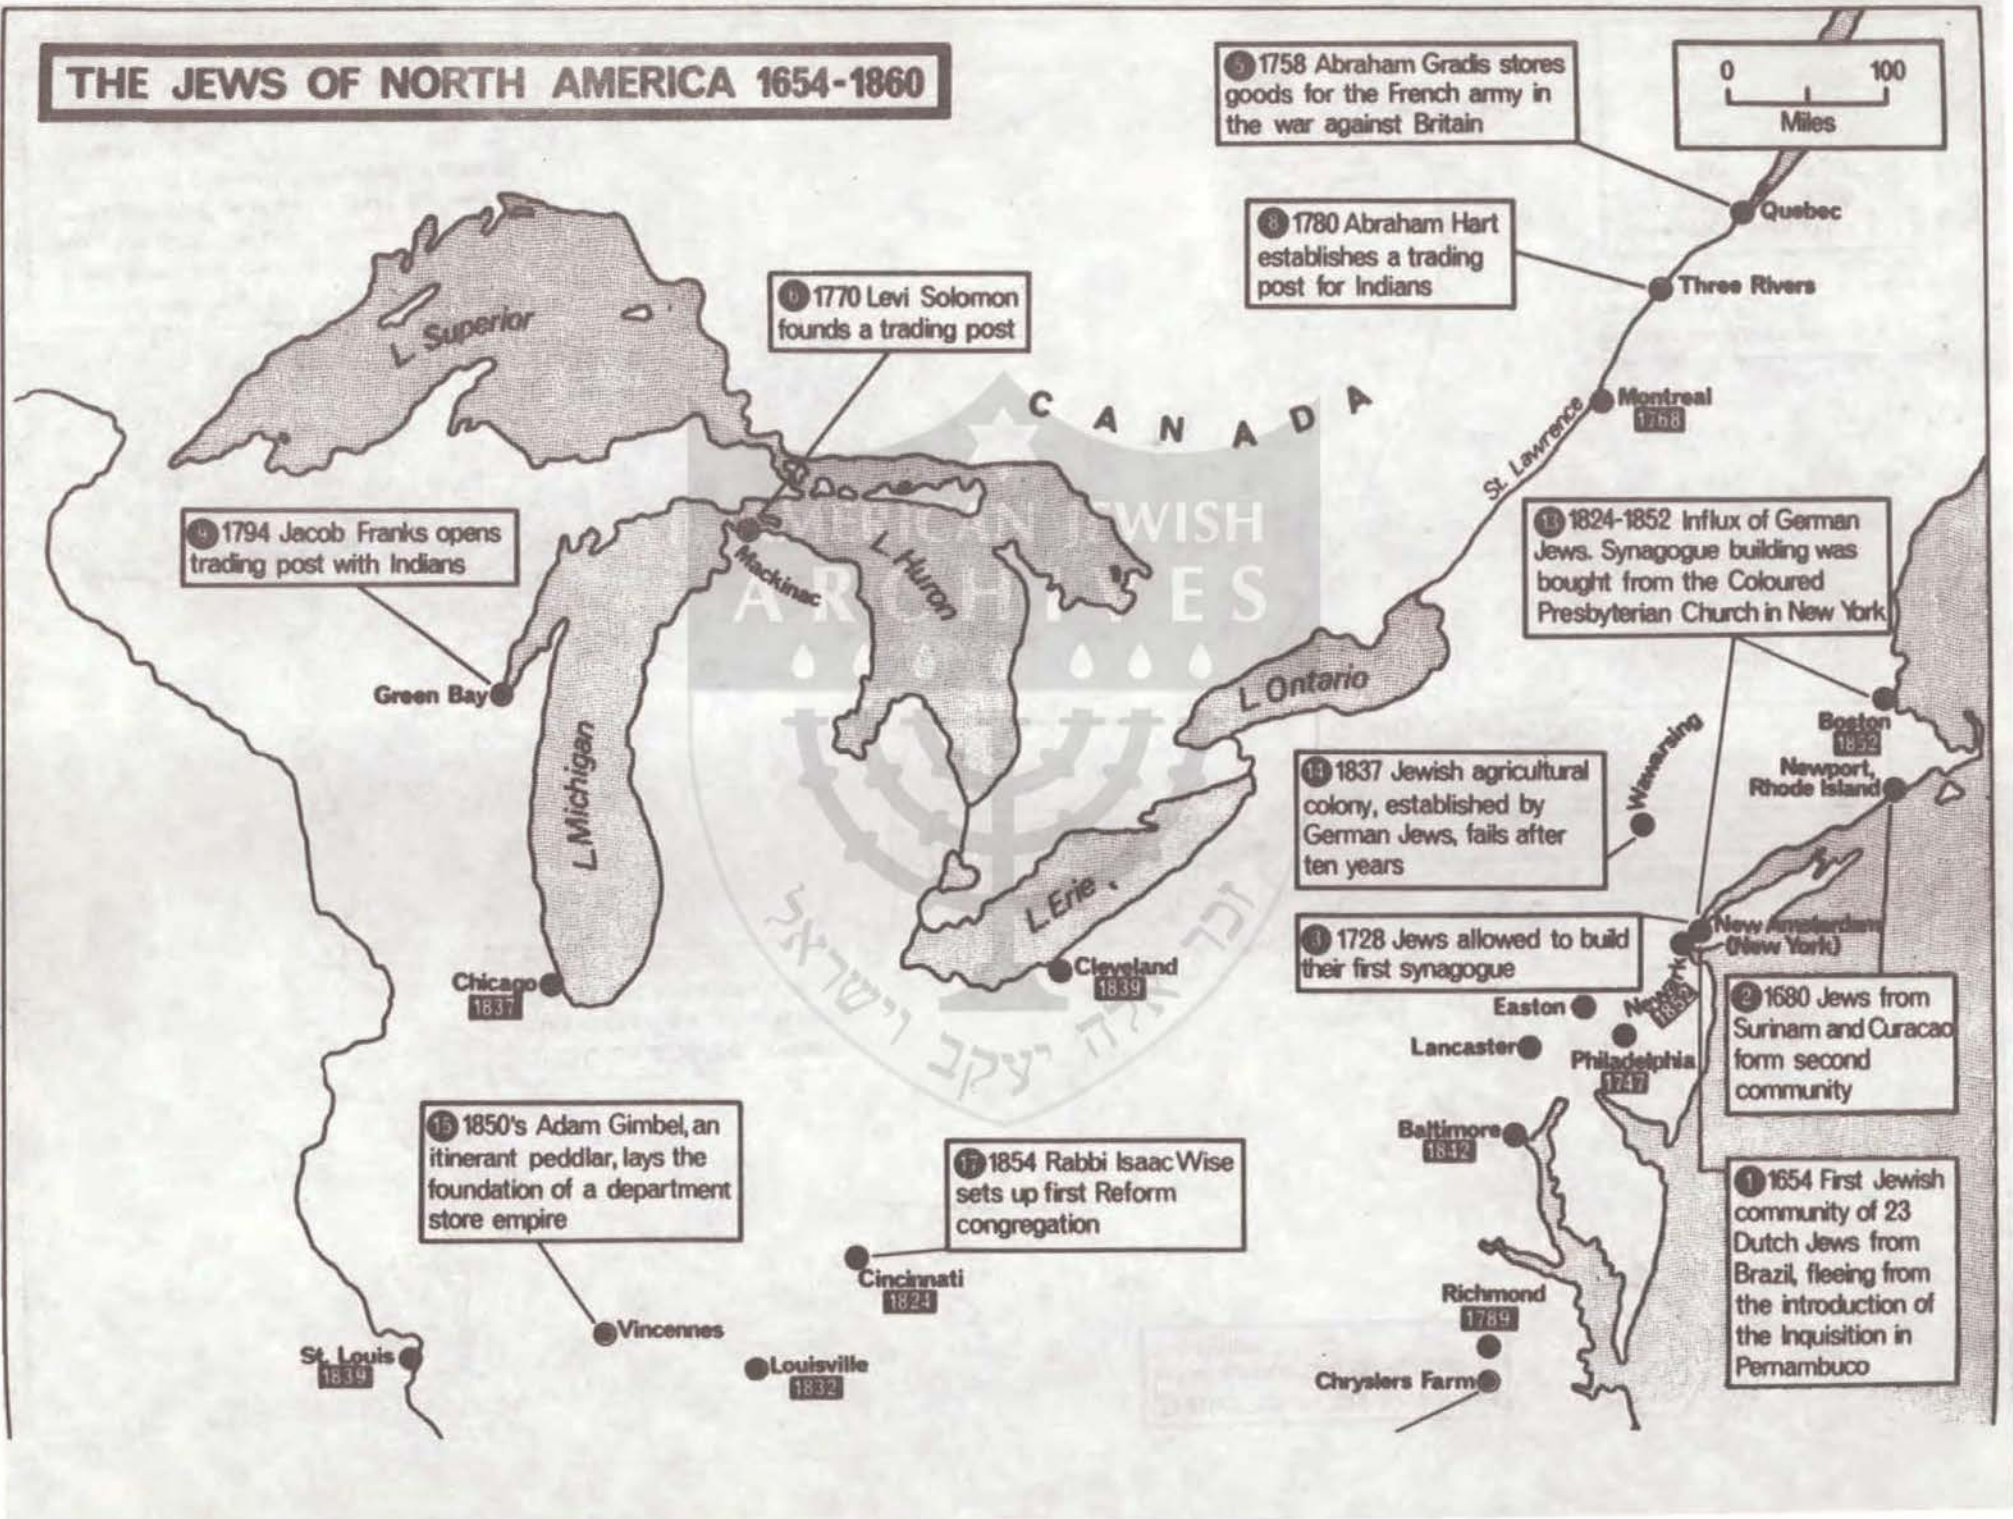 THE JEWS OF NORTH AMERICA 1654-1860
5 1758 Abraham Gradis stores
goods for the French army in
the war against Britain
0 100
Miles
Quebec
8 1780 Abraham Hart
establishes a trading
post for Indians
Three Rivers
6 1770 Levi Solomon
founds a trading post
L. Superior
CANADA
Montreal
1768
St. Lawrence
9 1794 Jacob Franks opens
trading post with Indians
Mackinac
L. Huron
AMERICAN JEWISH
ARCHIVES
13 1824-1852 Influx of German
Jews. Synagogue building was
bought from the Coloured
Presbyterian Church in New York
Green Bay
L. Michigan
L. Ontario
Boston
1852
Newport,
Rhode Island
Wawarsing
14 1837 Jewish agricultural
colony, established by
German Jews, fails after
ten years
L. Erie
3 1728 Jews allowed to build
their first synagogue
New Amsterdam
(New York)
Newark
1852
Chicago
1837
Cleveland
1839
זכר אלה יעקב וישראל
Easton
Lancaster
Philadelphia
1747
2 1680 Jews from
Surinam and Curacao
form second
community
Baltimore
1842
15 1850's Adam Gimbel, an
itinerant peddlar, lays the
foundation of a department
store empire
17 1854 Rabbi Isaac Wise
sets up first Reform
congregation
1 1654 First Jewish
community of 23
Dutch Jews from
Brazil, fleeing from
the introduction of
the Inquisition in
Pernambuco
Cincinnati
1824
Richmond
1789
Vincennes
St. Louis
1839
Louisville
1832
Chryslers Farm